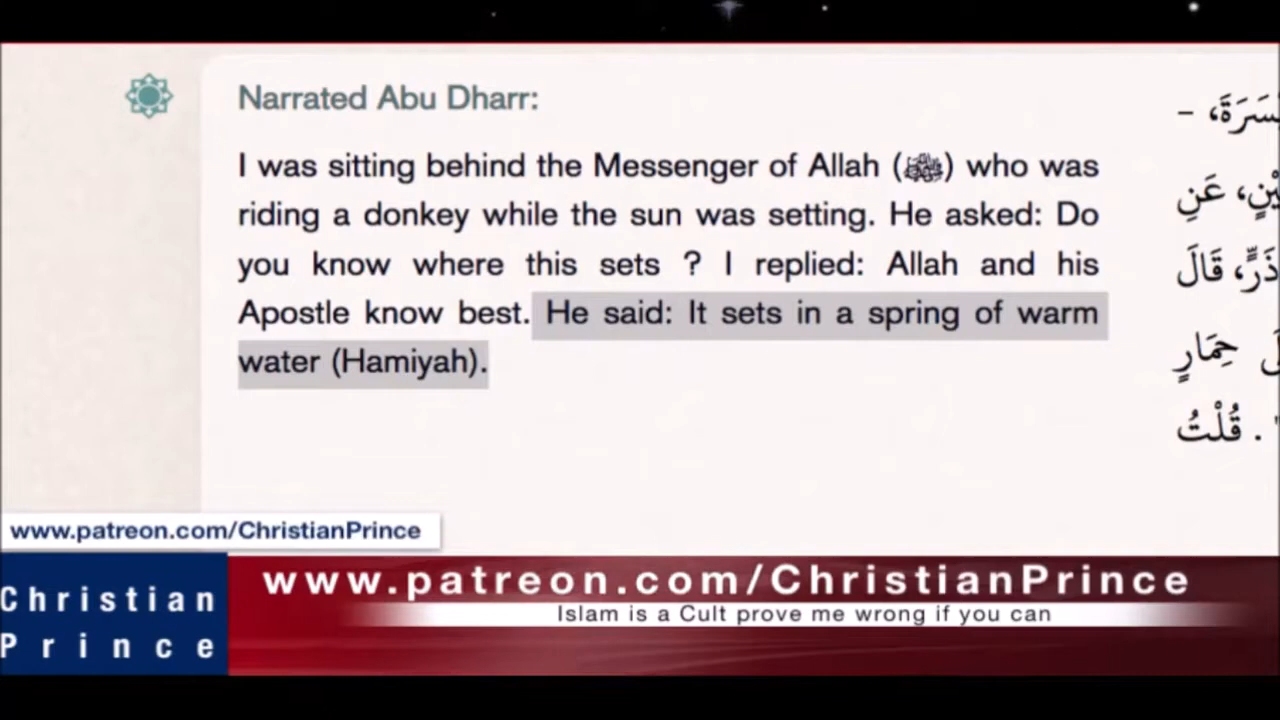 Narrated Abu Dharr:
I was sitting behind the Messenger of Allah (ﷺ) who was
riding a donkey while the sun was setting. He asked: Do
you know where this sets ? I replied: Allah and his
Apostle know best. He said: It sets in a spring of warm
water (Hamiyah).
عَنِ
ذَرٍّ، قَالَ
حِمَارٍ
" . قُلْتُ
www.patreon.com/ChristianPrince
Christian
Prince
www.patreon.com/ChristianPrince
Islam is a Cult prove me wrong if you can